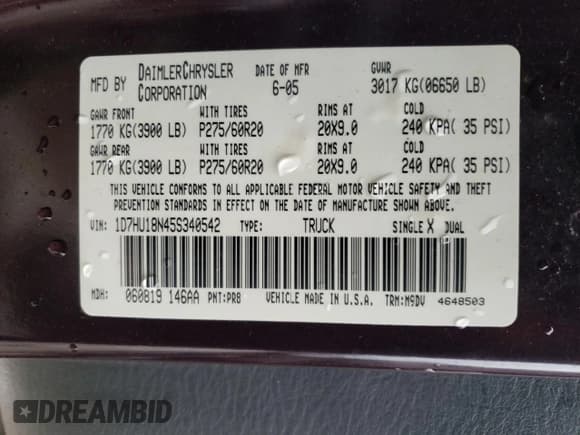 MFD BY DAIMLERCHRYSLER CORPORATION DATE OF MFR 6-05 GVWR 3017 KG(06650 LB)
GAWR FRONT WITH TIRES RIMS AT COLD
1770 KG(3900 LB) P275/60R20 20X9.0 240 KPA( 35 PSI)
GAWR REAR WITH TIRES RIMS AT COLD
1770 KG(3900 LB) P275/60R20 20X9.0 240 KPA( 35 PSI)
THIS VEHICLE CONFORMS TO ALL APPLICABLE FEDERAL MOTOR VEHICLE SAFETY AND THEFT
PREVENTION STANDARDS IN EFFECT ON THE DATE OF MANUFACTURE SHOWN ABOVE.
VIN: 1D7HU18N45S340542 TYPE: TRUCK SINGLE X DUAL
MDH: 060819 146AA PNT:PR8 VEHICLE MADE IN U.S.A. TRM:M9DV 4648503
DREAMBID